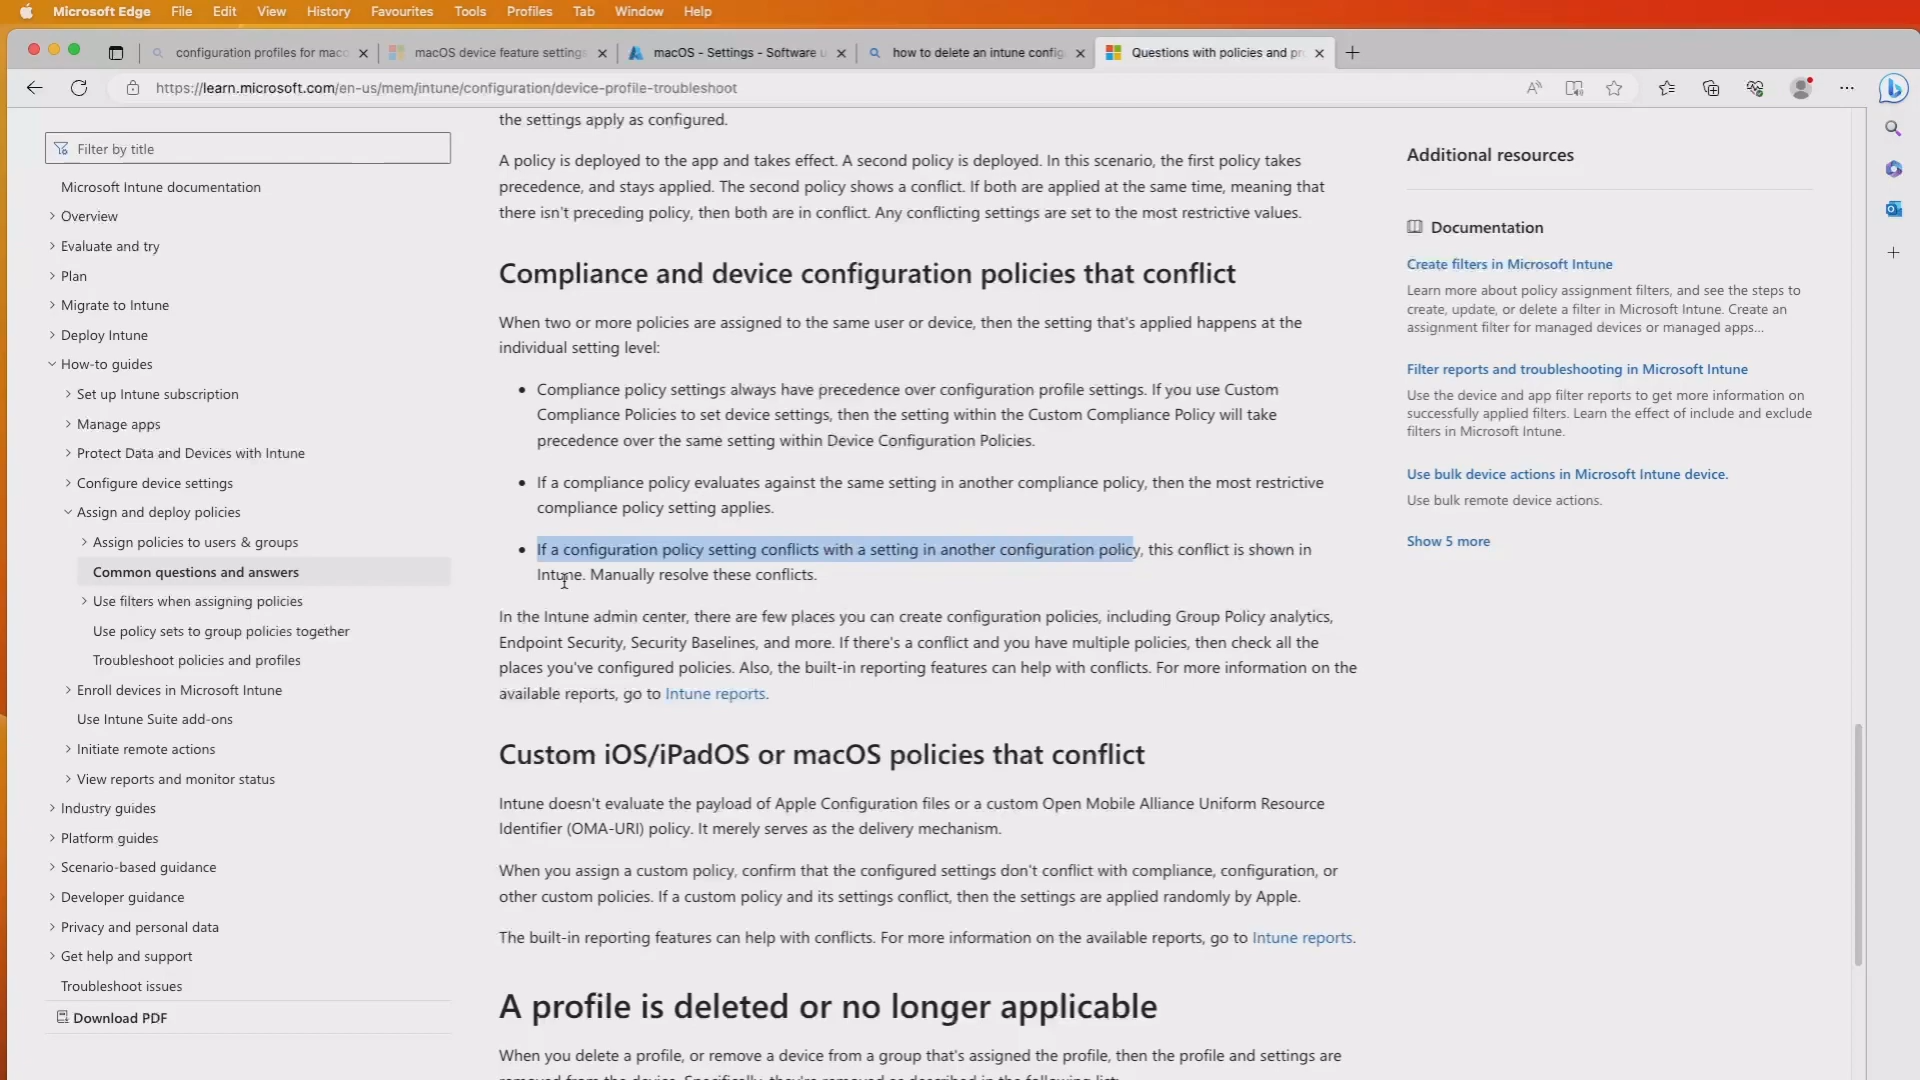 Microsoft Edge File Edit View History Favourites Tools Profiles Tab Window Help
configuration profiles for maco
macOS device feature settings
macOS - Settings - Software u
how to delete an intune config
Questions with policies and pr
https://learn.microsoft.com/en-us/mem/intune/configuration/device-profile-troubleshoot
Filter by title
Microsoft Intune documentation
Overview
Evaluate and try
Plan
Migrate to Intune
Deploy Intune
How-to guides
Set up Intune subscription
Manage apps
Protect Data and Devices with Intune
Configure device settings
Assign and deploy policies
Assign policies to users & groups
Common questions and answers
Use filters when assigning policies
Use policy sets to group policies together
Troubleshoot policies and profiles
Enroll devices in Microsoft Intune
Use Intune Suite add-ons
Initiate remote actions
View reports and monitor status
Industry guides
Platform guides
Scenario-based guidance
Developer guidance
Privacy and personal data
Get help and support
Troubleshoot issues
Download PDF
the settings apply as configured.
A policy is deployed to the app and takes effect. A second policy is deployed. In this scenario, the first policy takes
precedence, and stays applied. The second policy shows a conflict. If both are applied at the same time, meaning that
there isn't preceding policy, then both are in conflict. Any conflicting settings are set to the most restrictive values.
Compliance and device configuration policies that conflict
When two or more policies are assigned to the same user or device, then the setting that's applied happens at the
individual setting level:
• Compliance policy settings always have precedence over configuration profile settings. If you use Custom
Compliance Policies to set device settings, then the setting within the Custom Compliance Policy will take
precedence over the same setting within Device Configuration Policies.
• If a compliance policy evaluates against the same setting in another compliance policy, then the most restrictive
compliance policy setting applies.
• If a configuration policy setting conflicts with a setting in another configuration policy, this conflict is shown in
Intune. Manually resolve these conflicts.
In the Intune admin center, there are few places you can create configuration policies, including Group Policy analytics,
Endpoint Security, Security Baselines, and more. If there's a conflict and you have multiple policies, then check all the
places you've configured policies. Also, the built-in reporting features can help with conflicts. For more information on the
available reports, go to Intune reports.
Custom iOS/iPadOS or macOS policies that conflict
Intune doesn't evaluate the payload of Apple Configuration files or a custom Open Mobile Alliance Uniform Resource
Identifier (OMA-URI) policy. It merely serves as the delivery mechanism.
When you assign a custom policy, confirm that the configured settings don't conflict with compliance, configuration, or
other custom policies. If a custom policy and its settings conflict, then the settings are applied randomly by Apple.
The built-in reporting features can help with conflicts. For more information on the available reports, go to Intune reports.
A profile is deleted or no longer applicable
When you delete a profile, or remove a device from a group that's assigned the profile, then the profile and settings are
removed from the device. Specifically, they're removed as described in the following list:
Additional resources
Documentation
Create filters in Microsoft Intune
Learn more about policy assignment filters, and see the steps to
create, update, or delete a filter in Microsoft Intune. Create an
assignment filter for managed devices or managed apps...
Filter reports and troubleshooting in Microsoft Intune
Use the device and app filter reports to get more information on
successfully applied filters. Learn the effect of include and exclude
filters in Microsoft Intune.
Use bulk device actions in Microsoft Intune device.
Use bulk remote device actions.
Show 5 more